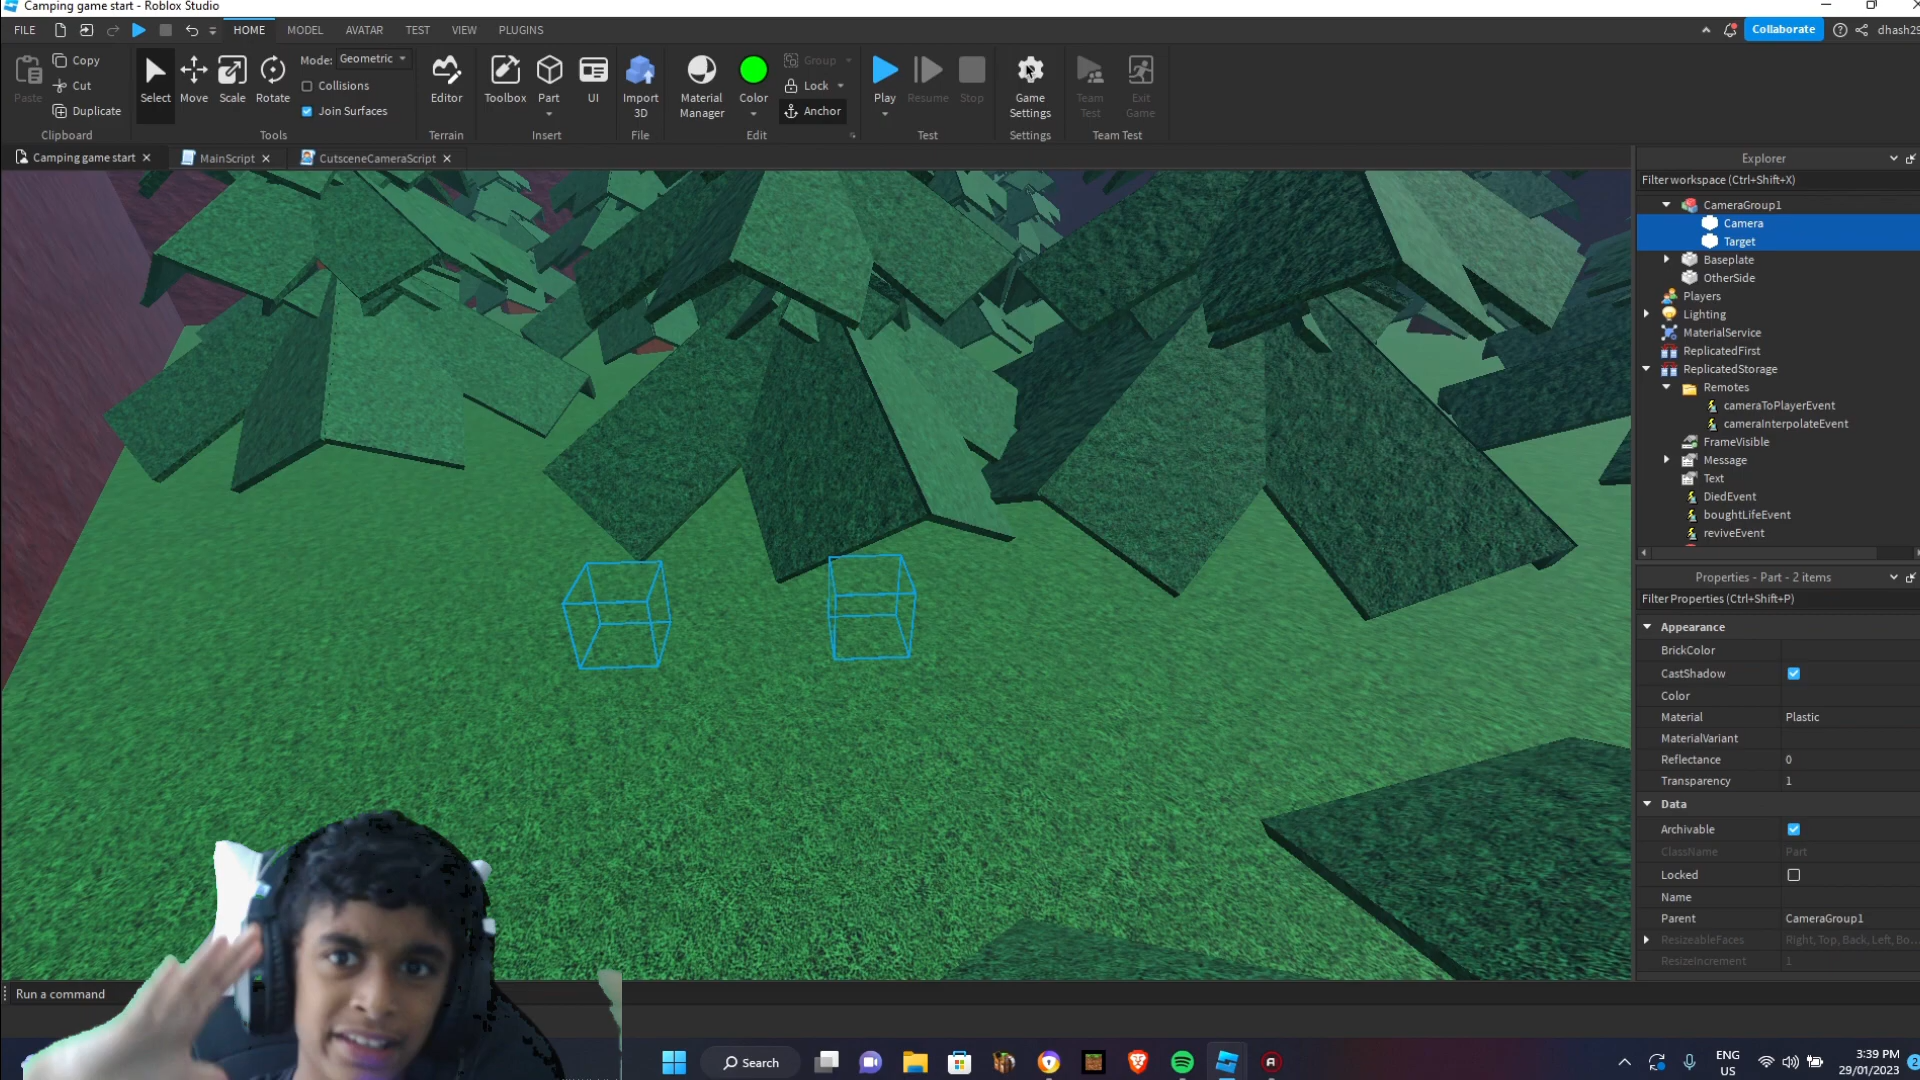 Camping game start - Roblox Studio
FILE HOME MODEL AVATAR TEST VIEW PLUGINS Collaborate dhash29
Paste Copy Cut Duplicate
Clipboard
Select Move Scale Rotate
Mode: Geometric
Collisions
Join Surfaces
Tools
Editor
Terrain
Toolbox Part UI
Insert
Import 3D
File
Material Manager Color
Group
Lock
Anchor
Edit
Play Resume Stop
Test
Game Settings
Settings
Team Test Exit Game
Team Test
Camping game start MainScript CutsceneCameraScript
Explorer
Filter workspace (Ctrl+Shift+X)
CameraGroup1
Camera
Target
Baseplate
OtherSide
Players
Lighting
MaterialService
ReplicatedFirst
ReplicatedStorage
Remotes
cameraToPlayerEvent
cameraInterpolateEvent
FrameVisible
Message
Text
DiedEvent
boughtLifeEvent
reviveEvent
Properties - Part - 2 items
Filter Properties (Ctrl+Shift+P)
Appearance
BrickColor
CastShadow
Color
Material Plastic
MaterialVariant
Reflectance 0
Transparency 1
Data
Archivable
ClassName Part
Locked
Name
Parent CameraGroup1
ResizeableFaces Right, Top, Back, Left, Bo...
ResizeIncrement 1
Run a command
Search
ENG
US
3:39 PM
29/01/2023
2